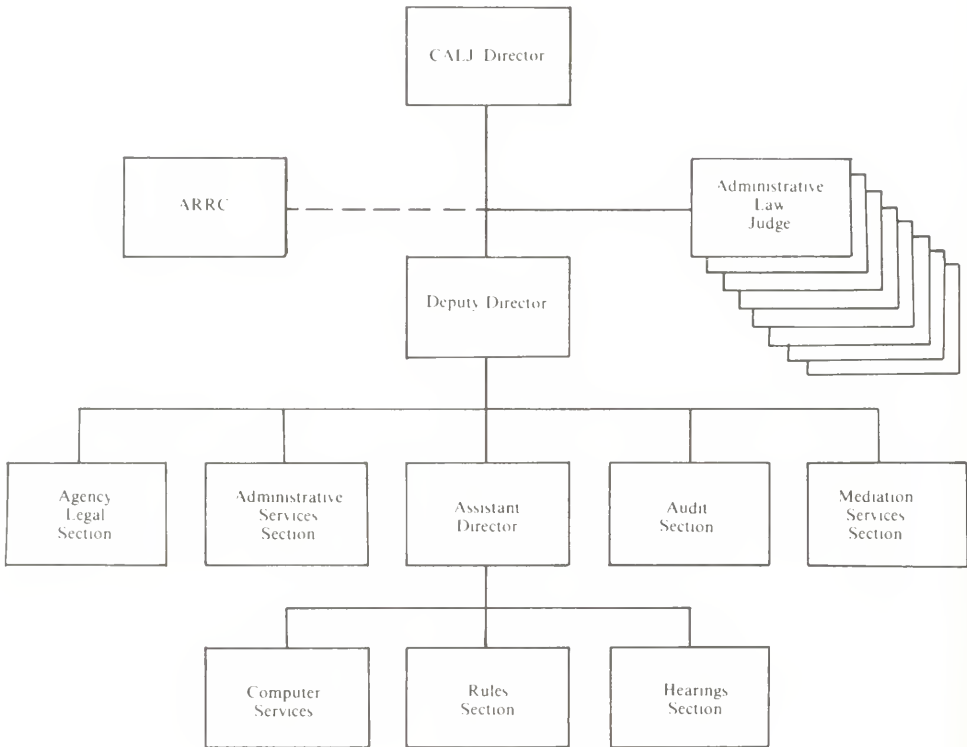 CALJ Director
ARRC
Administrative
Law
Judge
Deputy Director
Agency
Legal
Section
Administrative
Services
Section
Assistant
Director
Audit
Section
Mediation
Services
Section
Computer
Services
Rules
Section
Hearings
Section